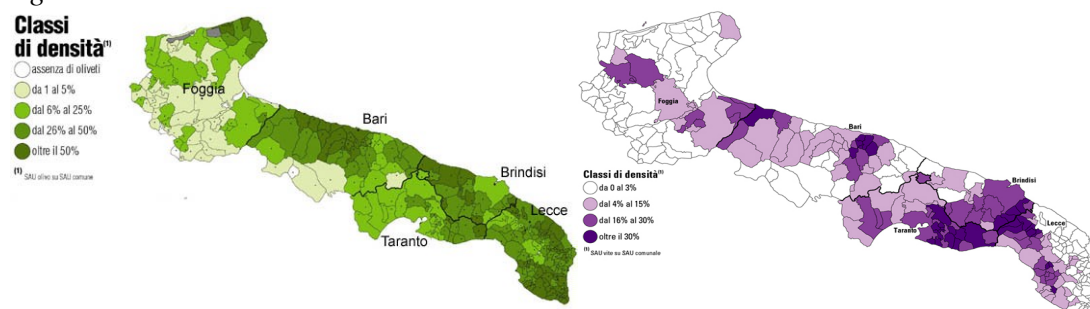 Classi
di densità(1)
assenza di oliveti
da 1 al 5%
dal 6% al 25%
dal 26% al 50%
oltre il 50%
(1)
SAU olivo su SAU comune
Foggia
Bari
Brindisi
Lecce
Taranto
Foggia
Bari
Brindisi
Lecce
Taranto
Classi di densità(1)
da 0 al 3%
dal 4% al 15%
dal 16% al 30%
oltre il 30%
(1) SAU vite su SAU comunale